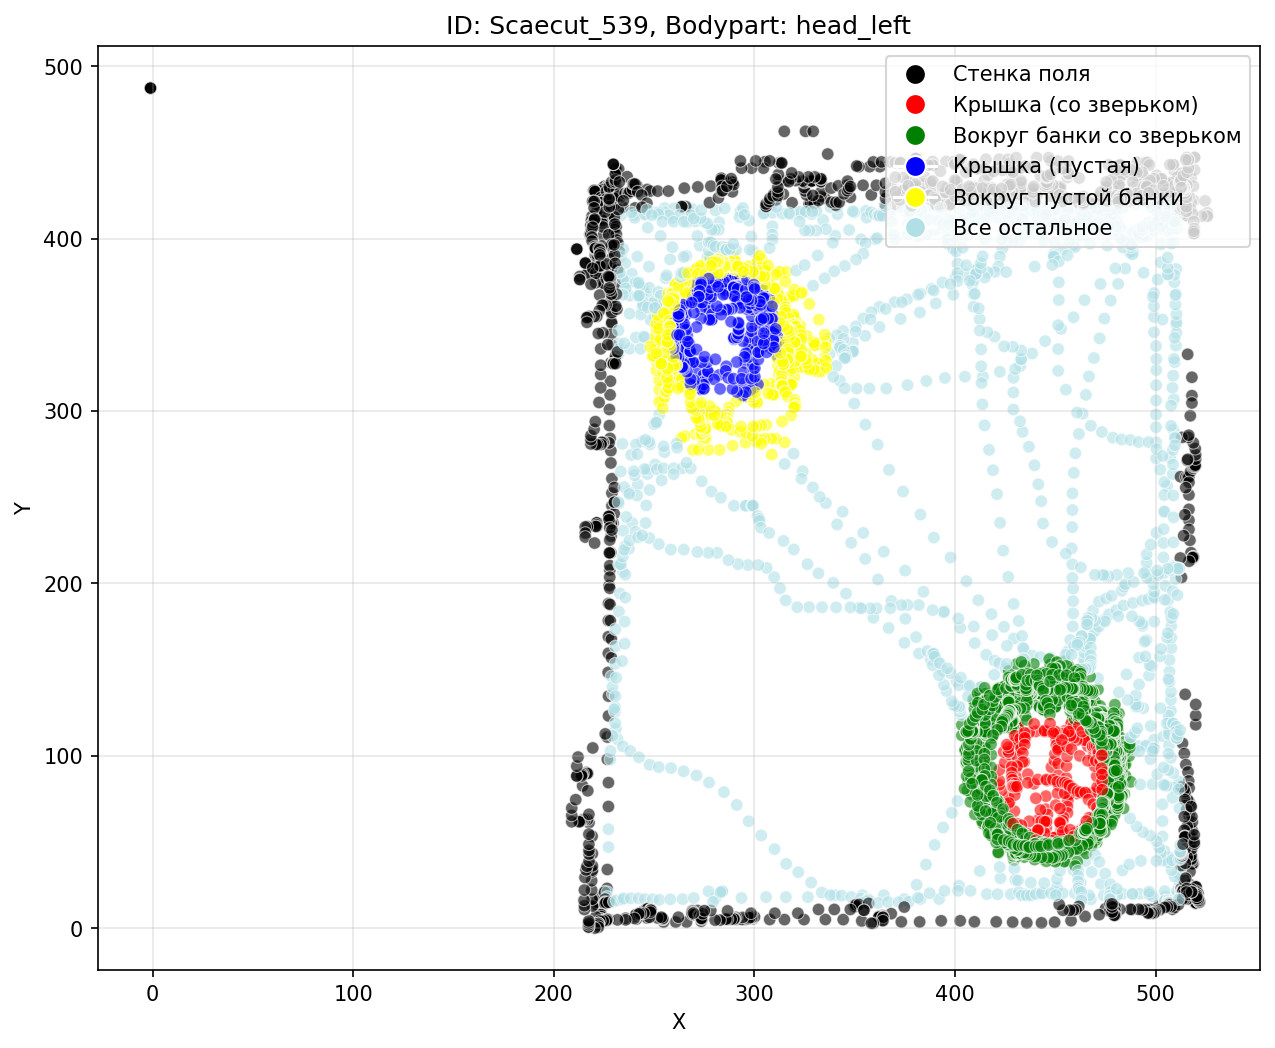 ID: Scaecut_539, Bodypart: head_left
500
400
300
200
100
0
Y
0
100
200
300
400
500
X
Стенка поля
Крышка (со зверьком)
Вокруг банки со зверьком
Крышка (пустая)
Вокруг пустой банки
Все остальное